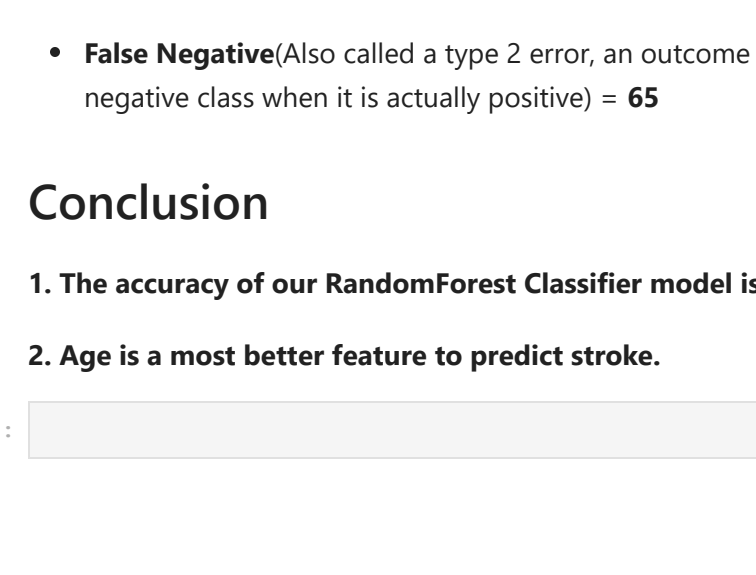 False Negative(Also called a type 2 error, an outcome
negative class when it is actually positive) = 65
Conclusion
1. The accuracy of our RandomForest Classifier model is
2. Age is a most better feature to predict stroke.
: